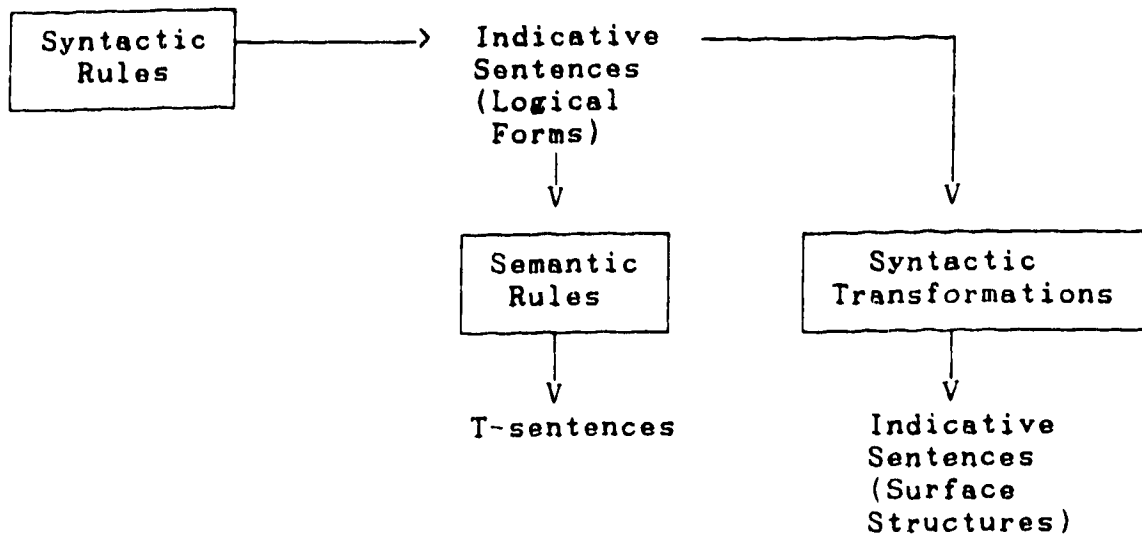 Syntactic
Rules
Indicative
Sentences
(Logical
Forms)
Semantic
Rules
Syntactic
Transformations
T-sentences
Indicative
Sentences
(Surface
Structures)